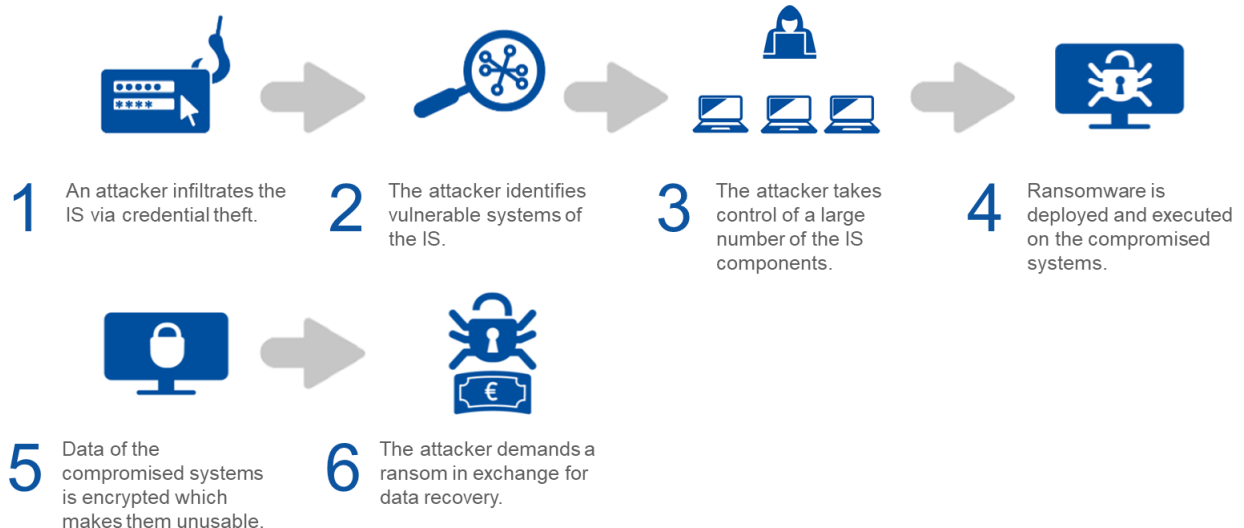 1
An attacker infiltrates the
IS via credential theft.
2
The attacker identifies
vulnerable systems of
the IS.
3
The attacker takes
control of a large
number of the IS
components.
4
Ransomware is
deployed and executed
on the compromised
systems.
5
Data of the
compromised systems
is encrypted which
makes them unusable.
€
6
The attacker demands a
ransom in exchange for
data recovery.